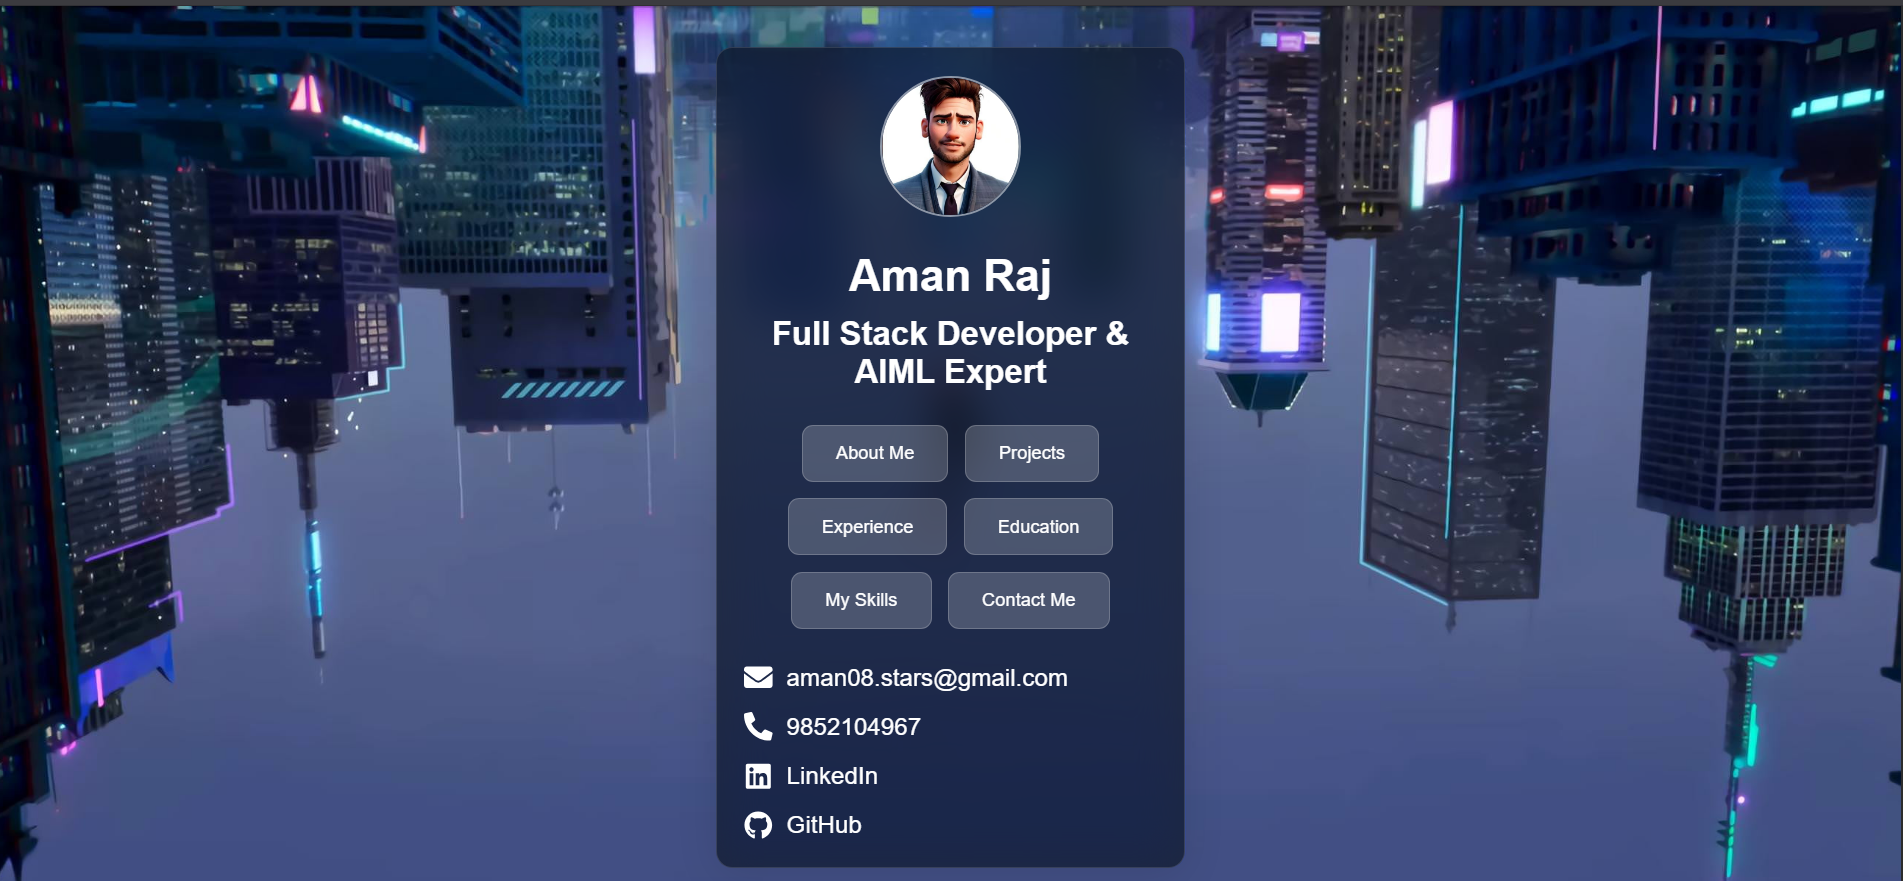 Aman Raj
Full Stack Developer &
AIML Expert
About Me
Projects
Experience
Education
My Skills
Contact Me
aman08.stars@gmail.com
9852104967
LinkedIn
GitHub